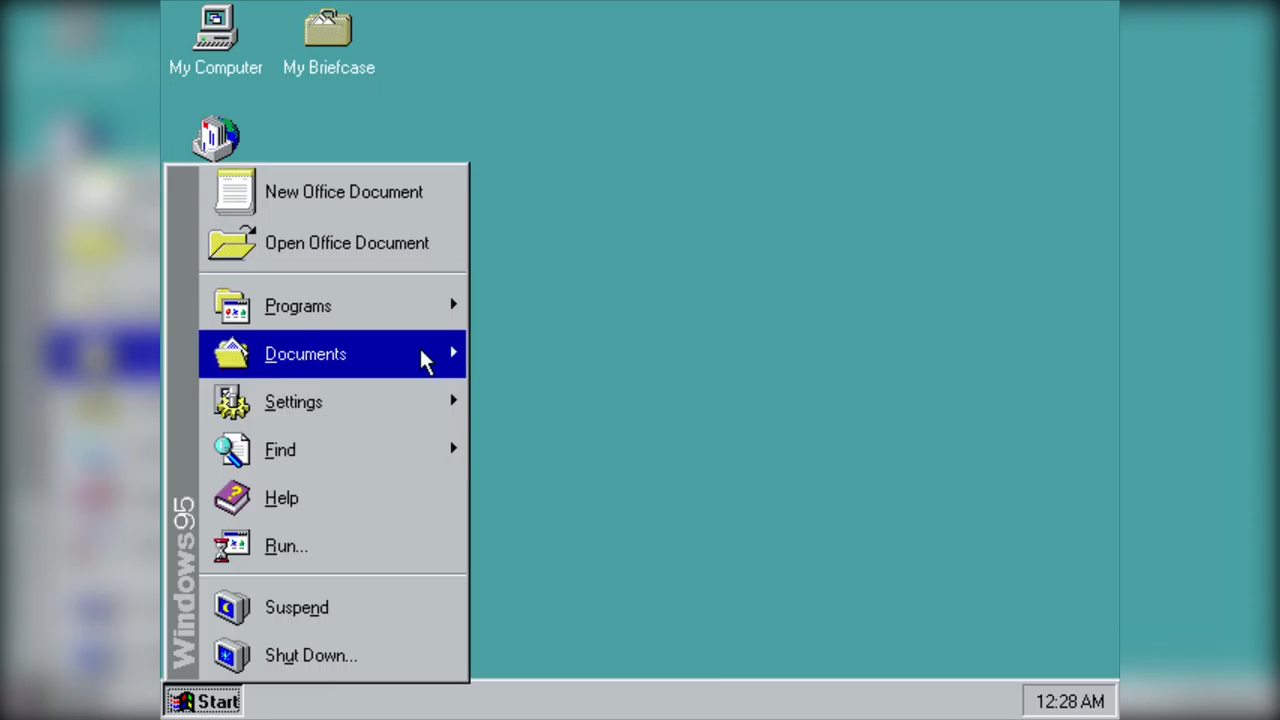 My Computer
My Briefcase
New Office Document
Open Office Document
Programs
Documents
Settings
Find
Help
Run...
Suspend
Shut Down...
Windows95
Start
12:28 AM